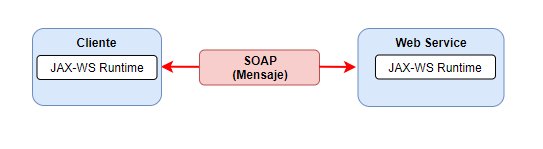 Cliente
JAX-WS Runtime
SOAP
(Mensaje)
Web Service
JAX-WS Runtime